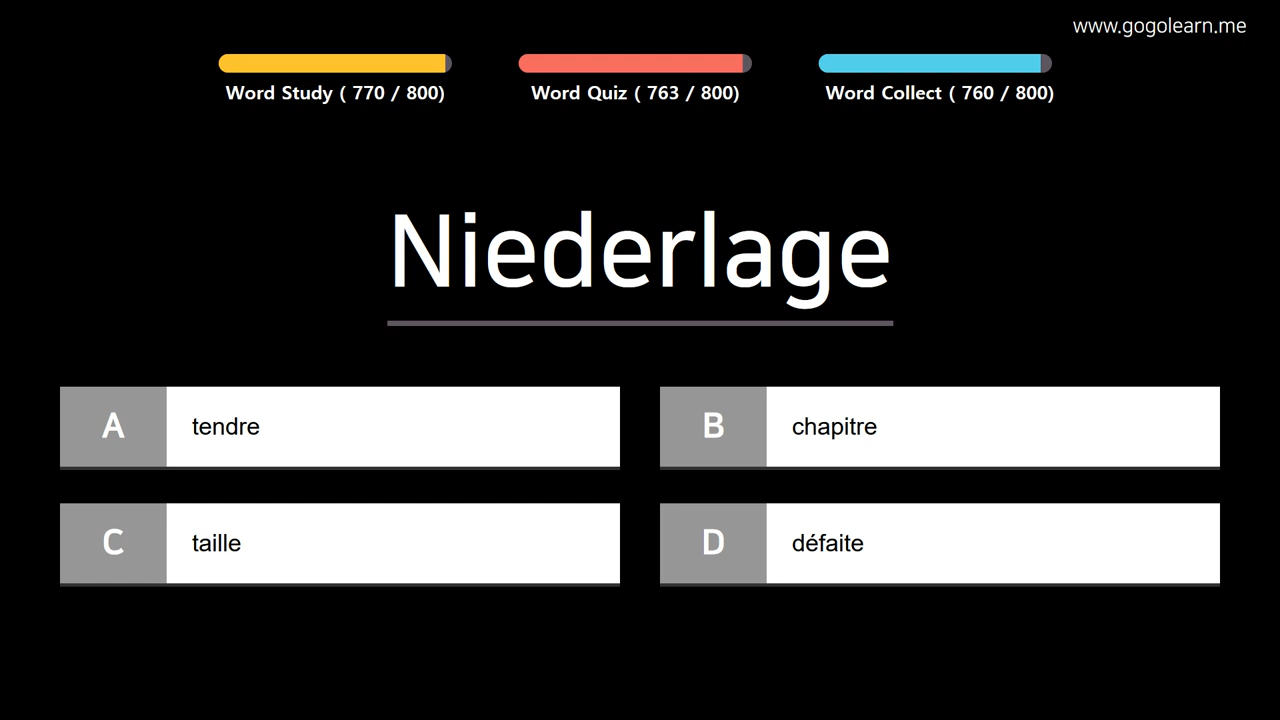 www.gogolearn.me
Word Study ( 770 / 800)
Word Quiz ( 763 / 800)
Word Collect ( 760 / 800)
Niederlage
A tendre
B chapitre
C taille
D défaite